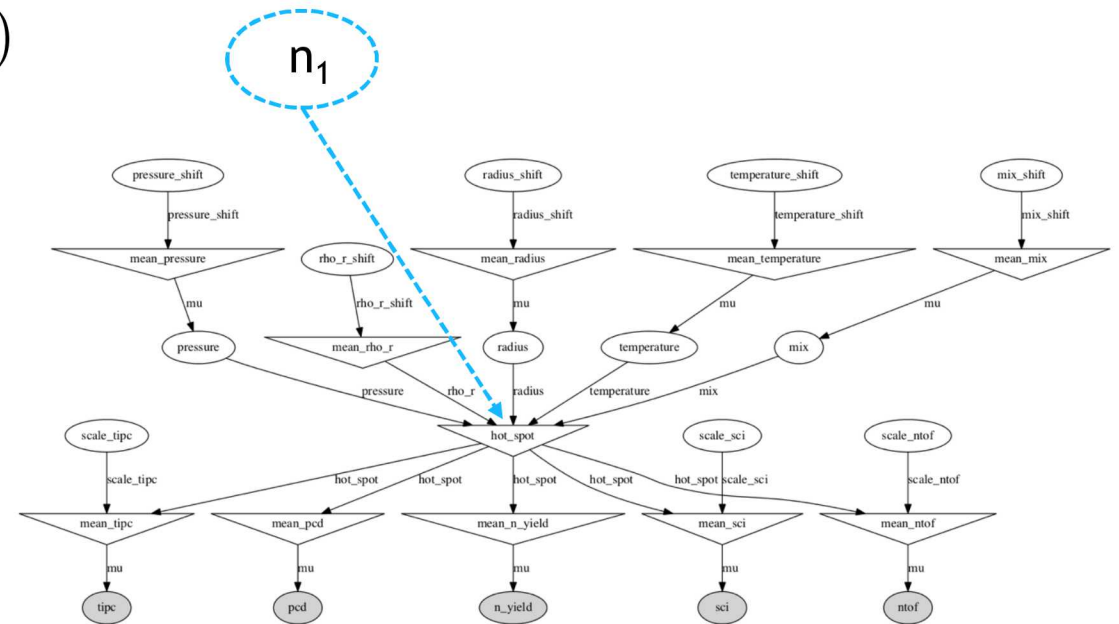 )
n₁
pressure_shift
radius_shift
temperature_shift
mix_shift
pressure_shift
radius_shift
temperature_shift
mix_shift
mean_pressure
rho_r_shift
mean_radius
mean_temperature
mean_mix
mu
rho_r_shift
mu
mu
mu
pressure
mean_rho_r
radius
temperature
mix
pressure
rho_r
radius
temperature
mix
scale_tipc
hot_spot
scale_sci
scale_ntof
scale_tipc
hot_spot
hot_spot
hot_spot
hot_spot
hot_spot
scale_sci
scale_ntof
mean_tipc
mean_pcd
mean_n_yield
mean_sci
mean_ntof
mu
mu
mu
mu
mu
tipc
pcd
n_yield
sci
ntof